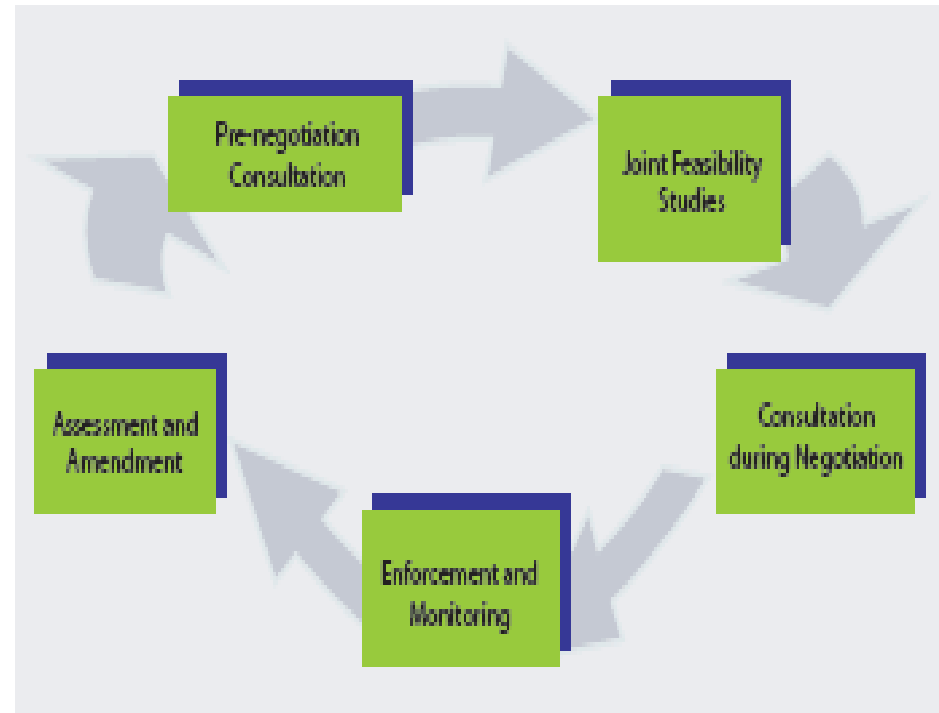 Pre-negotiation
Consultation
Joint Feasibility
Studies
Consultation
during Negotiation
Enforcement and
Monitoring
Assessment and
Amendment